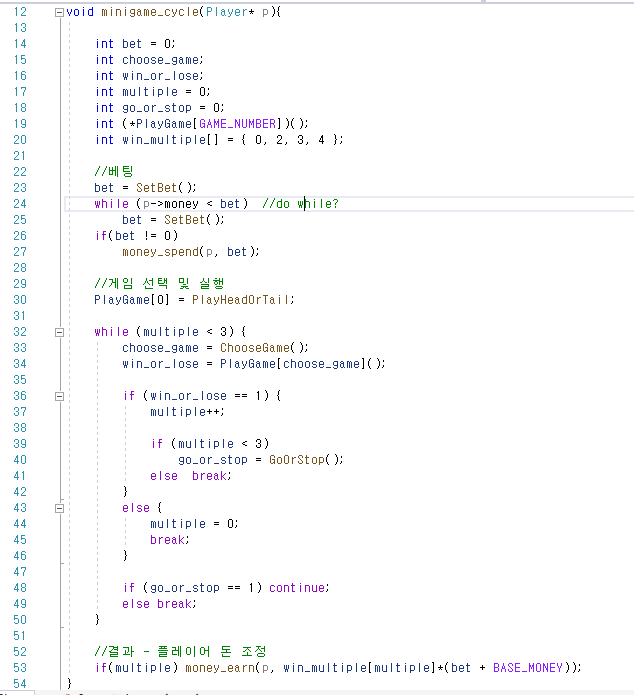 12 void minigame_cycle(Player* p){
13
14 int bet = 0;
15 int choose_game;
16 int win_or_lose;
17 int multiple = 0;
18 int go_or_stop = 0;
19 int (*PlayGame[GAME_NUMBER])();
20 int win_multiple[] = { 0, 2, 3, 4 };
21
22 //베팅
23 bet = SetBet();
24 while (p->money < bet) //do while?
25 bet = SetBet();
26 if(bet != 0)
27 money_spend(p, bet);
28
29 //게임 선택 및 실행
30 PlayGame[0] = PlayHeadOrTail;
31
32 while (multiple < 3) {
33 choose_game = ChooseGame();
34 win_or_lose = PlayGame[choose_game]();
35
36 if (win_or_lose == 1) {
37 multiple++;
38
39 if (multiple < 3)
40 go_or_stop = GoOrStop();
41 else break;
42 }
43 else {
44 multiple = 0;
45 break;
46 }
47
48 if (go_or_stop == 1) continue;
49 else break;
50 }
51
52 //결과 - 플레이어 돈 조정
53 if(multiple) money_earn(p, win_multiple[multiple]*(bet + BASE_MONEY));
54 }